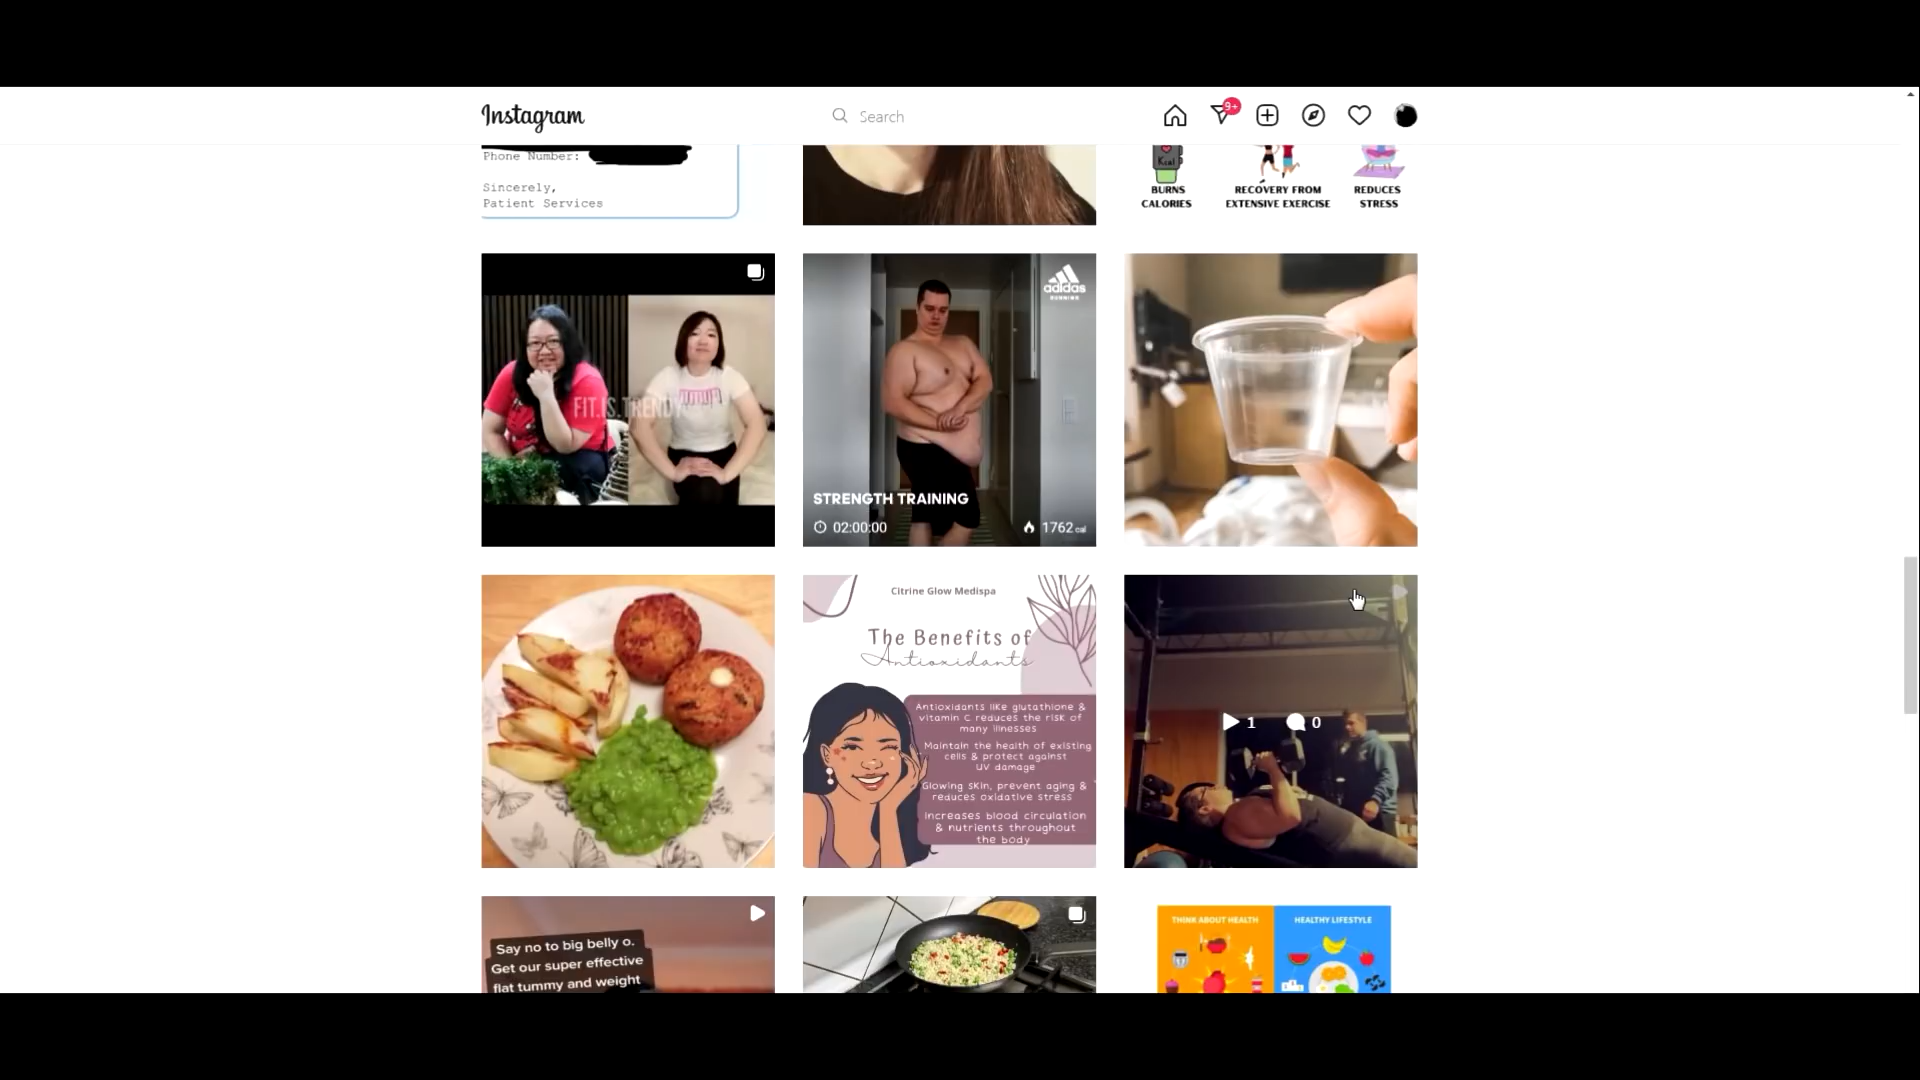 Instagram
Search
9+
Phone Number:
Sincerely,
Patient Services
Kcal
BURNS
CALORIES
RECOVERY FROM
EXTENSIVE EXERCISE
REDUCES
STRESS
FIT.IS.TRENDY
adidas
RUNNING
STRENGTH TRAINING
02:00:00
1762 cal
Citrine Glow Medispa
The Benefits of
Antioxidants
Antioxidants like glutathione &
vitamin C reduces the risk of
many illnesses
Maintain the health of existing
cells & protect against
UV damage
Glowing skin, prevent aging &
reduces oxidative stress
Increases blood circulation
& nutrients throughout
the body
1
0
Say no to big belly o.
Get our super effective
flat tummy and weight
THINK ABOUT HEALTH
HEALTHY LIFESTYLE